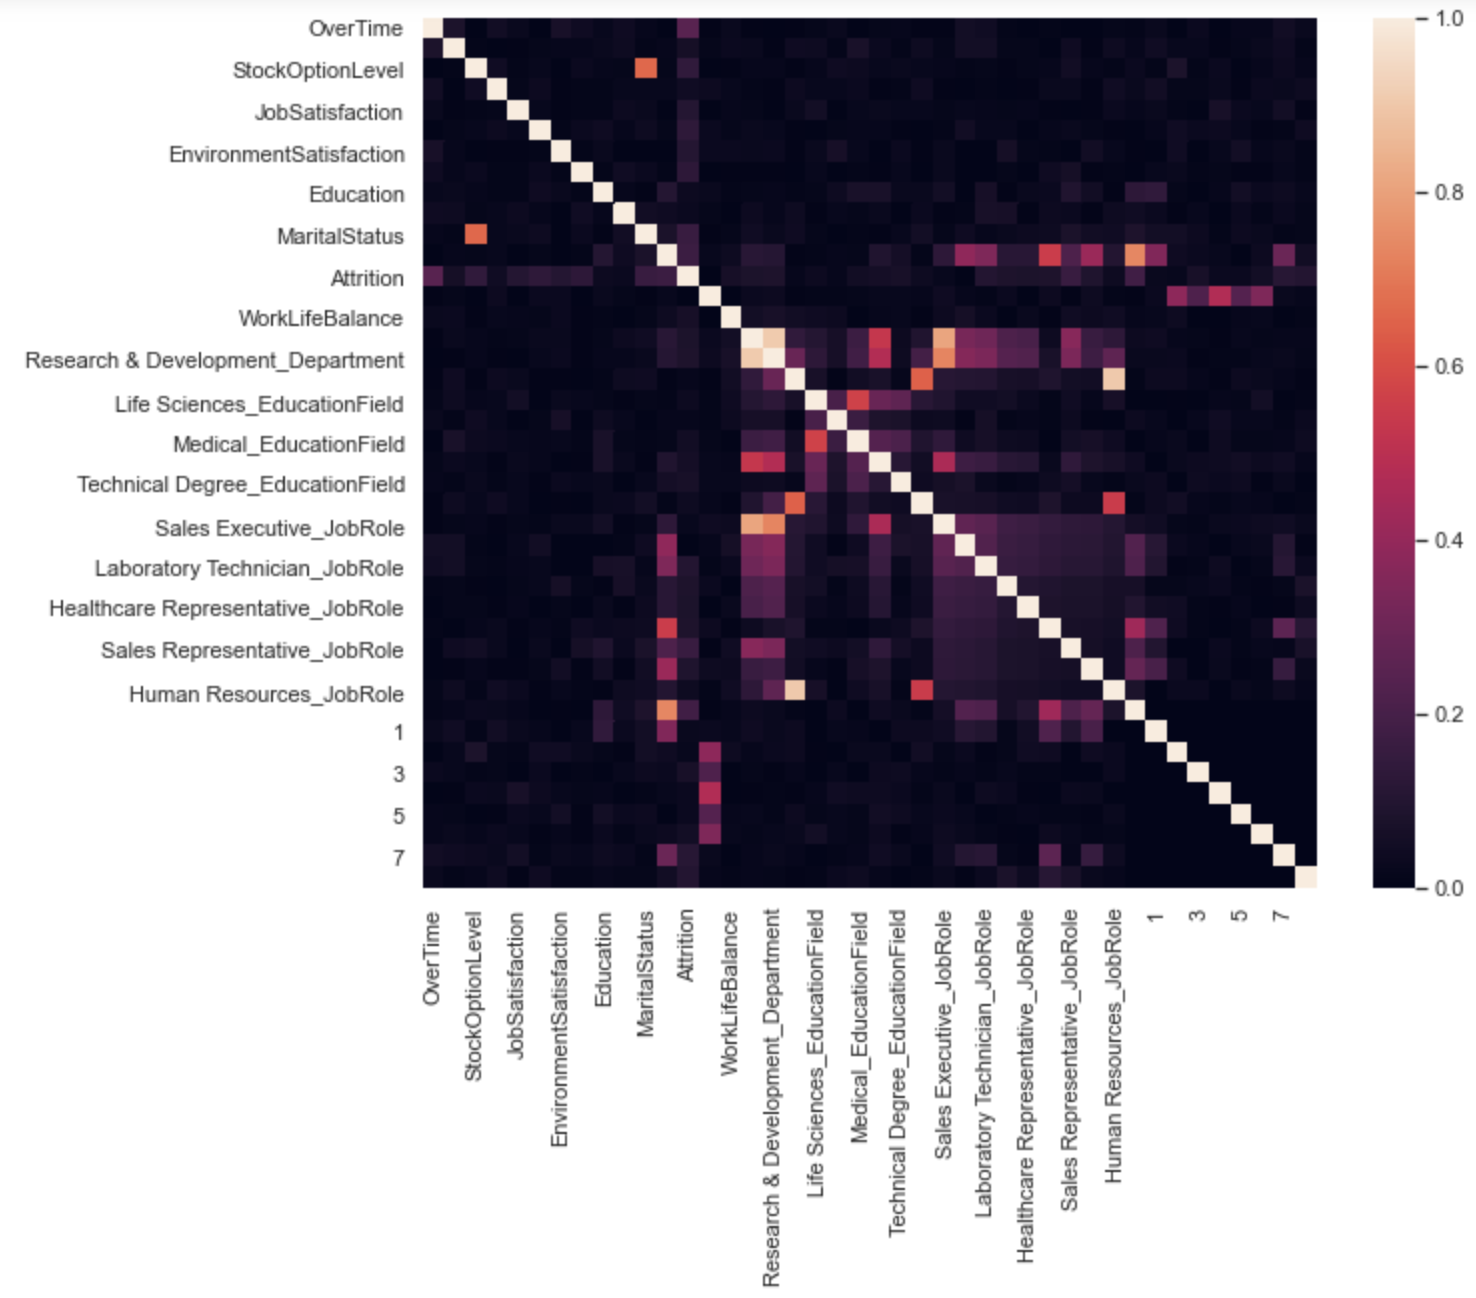 OverTime
StockOptionLevel
JobSatisfaction
EnvironmentSatisfaction
Education
MaritalStatus
Attrition
WorkLifeBalance
Research & Development_Department
Life Sciences_EducationField
Medical_EducationField
Technical Degree_EducationField
Sales Executive_JobRole
Laboratory Technician_JobRole
Healthcare Representative_JobRole
Sales Representative_JobRole
Human Resources_JobRole
1
3
5
7
1.0
0.8
0.6
0.4
0.2
0.0
OverTime
StockOptionLevel
JobSatisfaction
EnvironmentSatisfaction
Education
MaritalStatus
Attrition
WorkLifeBalance
Research & Development_Department
Life Sciences_EducationField
Medical_EducationField
Technical Degree_EducationField
Sales Executive_JobRole
Laboratory Technician_JobRole
Healthcare Representative_JobRole
Sales Representative_JobRole
Human Resources_JobRole
1
3
5
7